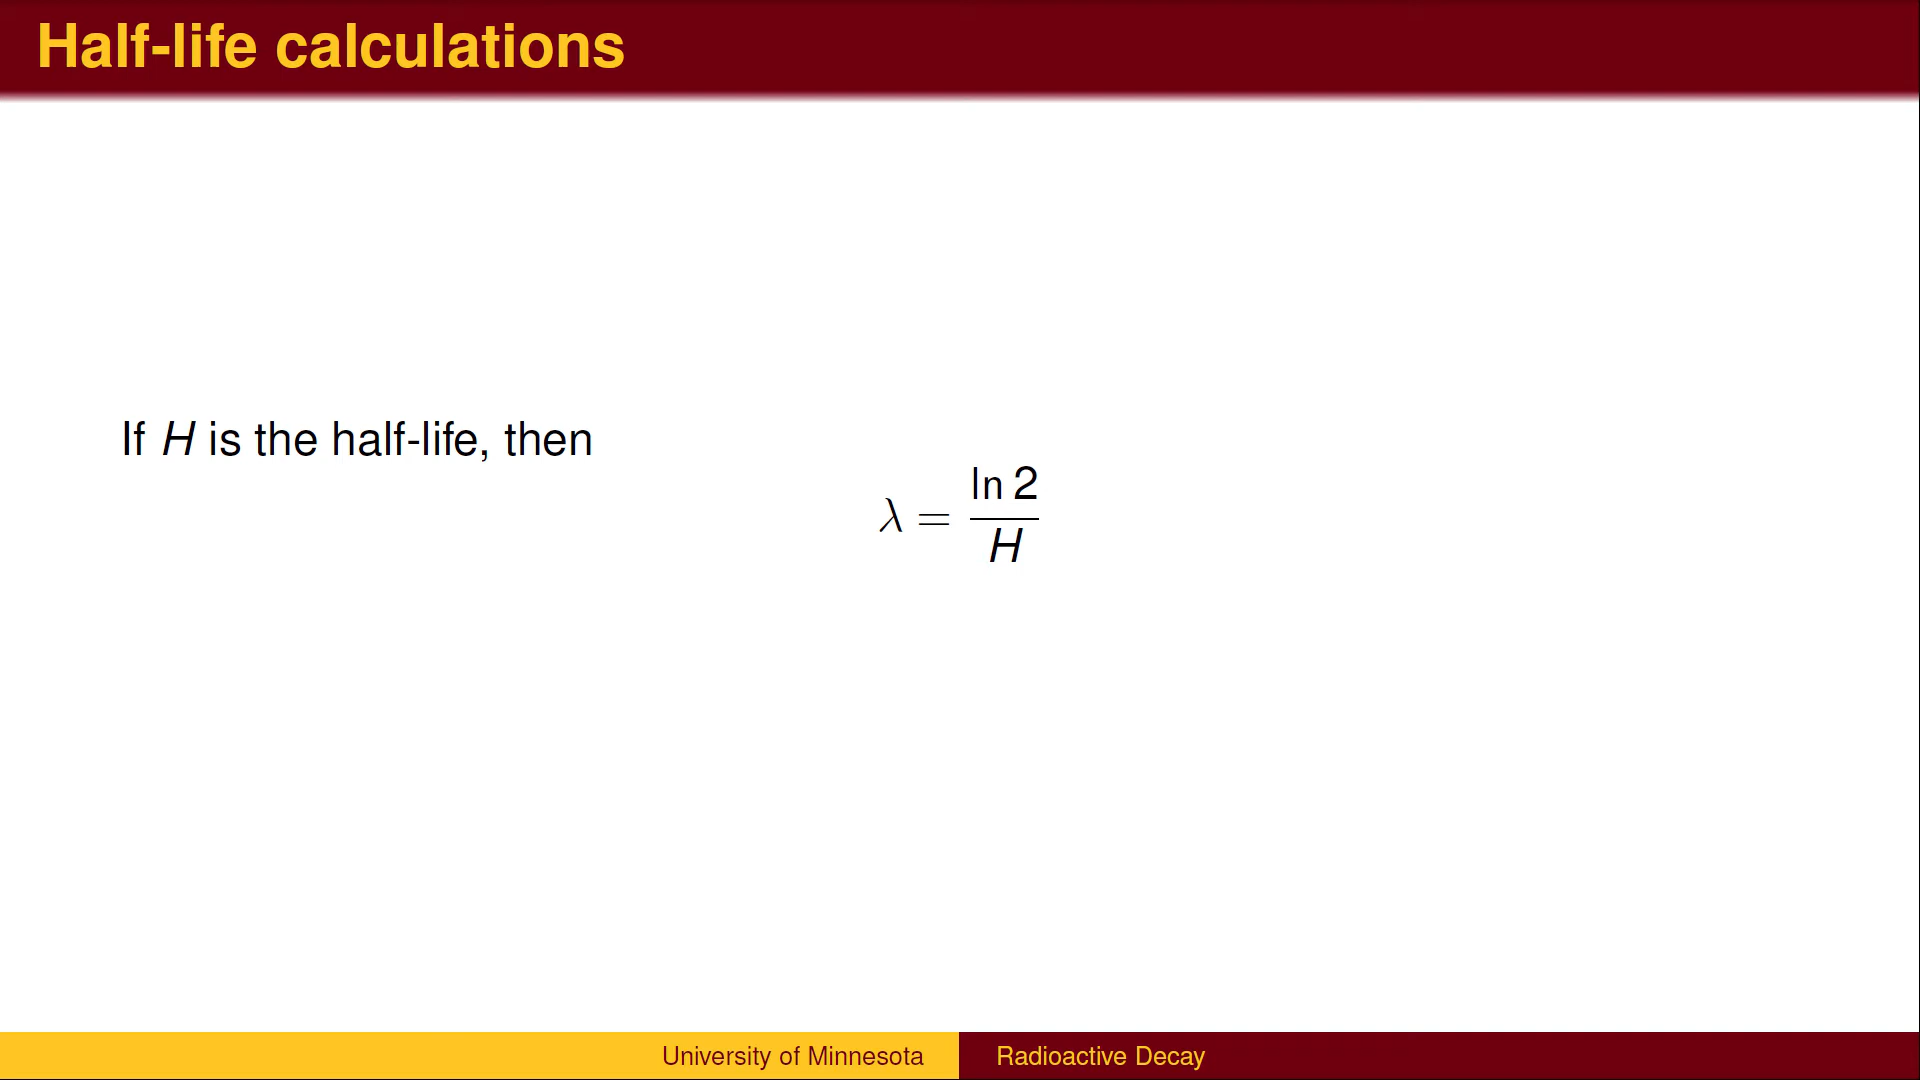 Half-life calculations
If H is the half-life, then
λ = ln 2 / H
University of Minnesota
Radioactive Decay